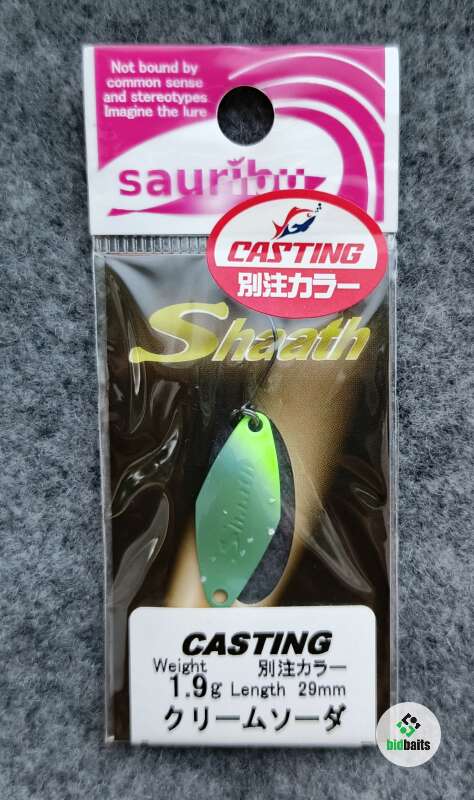 Not bound by
common sense
and stereotypes
Imagine the lure
sauribu
CASTING
別注カラー
Shaath
Shaath
CASTING
Weight 別注カラー
1.9g Length 29mm
クリームソーダ
bidbaits